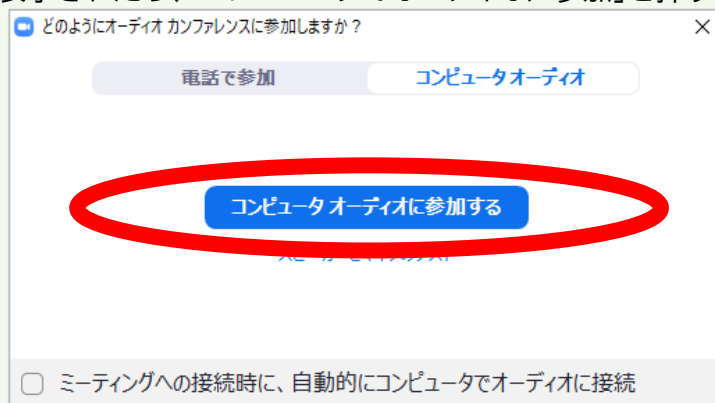 どのようにオーディオ カンファレンスに参加しますか？
電話で参加
コンピュータ オーディオ
コンピュータ オーディオに参加する
ミーティングへの接続時に、自動的にコンピュータでオーディオに接続